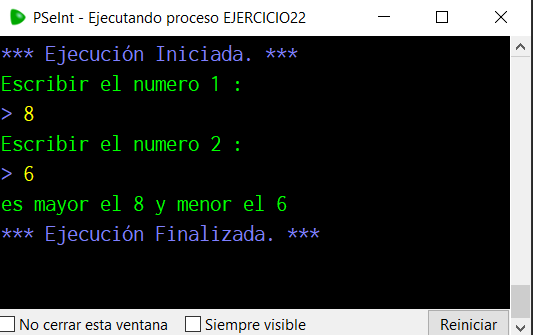 PSeInt - Ejecutando proceso EJERCICIO22
*** Ejecución Iniciada. ***
Escribir el numero 1 :
> 8
Escribir el numero 2 :
> 6
es mayor el 8 y menor el 6
*** Ejecución Finalizada. ***
No cerrar esta ventana Siempre visible Reiniciar